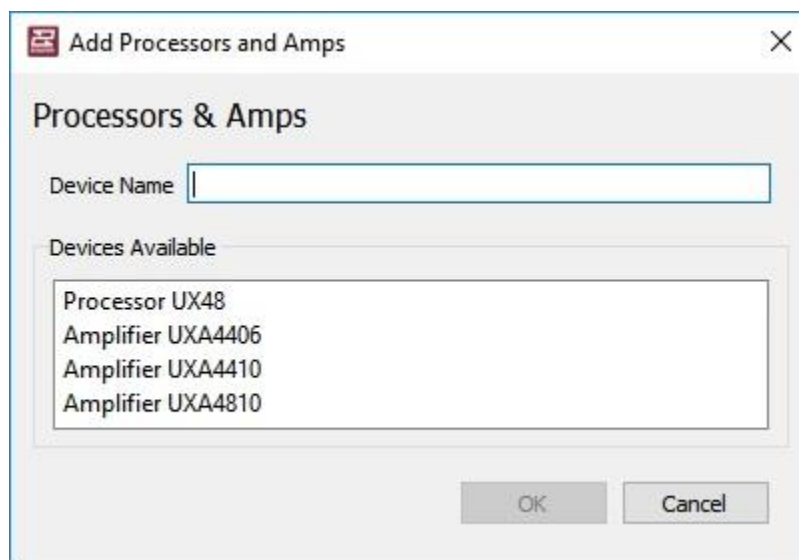 Add Processors and Amps
Processors & Amps
Device Name
Devices Available
Processor UX48
Amplifier UXA4406
Amplifier UXA4410
Amplifier UXA4810
OK
Cancel